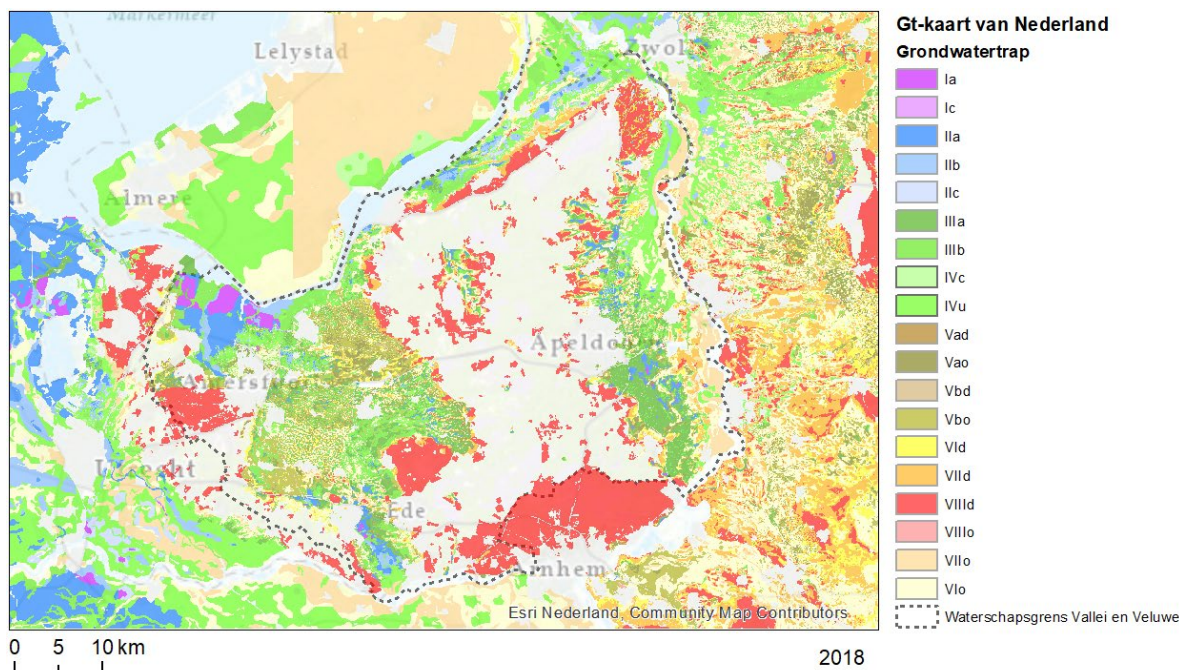 Markermeer
Lelystad
Zwol
Almere
Apeldoorn
Amersfoor
Utrecht
Ede
Arnhem
Esri Nederland, Community Map Contributors
0 5 10 km
2018
Gt-kaart van Nederland
Grondwatertrap
Ia
Ic
IIa
IIb
IIc
IIIa
IIIb
IVc
IVu
Vad
Vao
Vbd
Vbo
VId
VIId
VIIId
VIIIo
VIIo
VIo
Waterschapsgrens Vallei en Veluwe